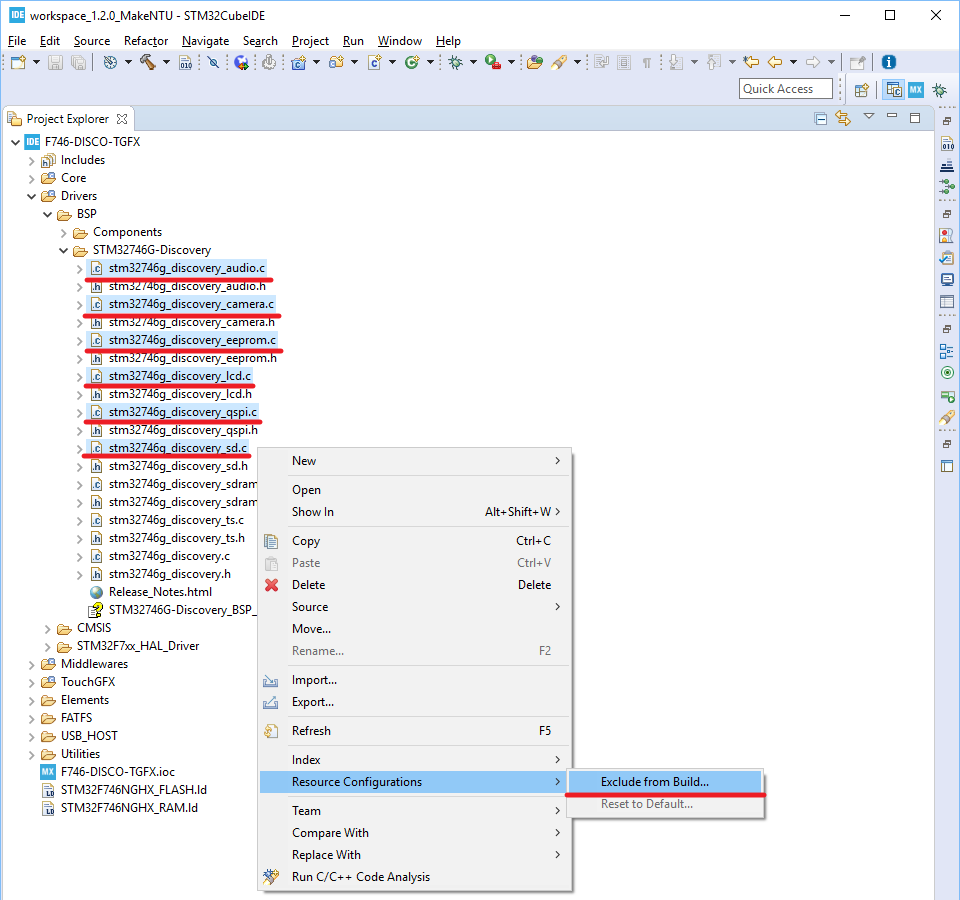 IDE workspace_1.2.0_MakeNTU - STM32CubeIDE
File Edit Source Refactor Navigate Search Project Run Window Help
Quick Access
MX
Project Explorer
IDE F746-DISCO-TGFX
Includes
Core
Drivers
BSP
Components
STM32746G-Discovery
stm32746g_discovery_audio.c
stm32746g_discovery_audio.h
stm32746g_discovery_camera.c
stm32746g_discovery_camera.h
stm32746g_discovery_eeprom.c
stm32746g_discovery_eeprom.h
stm32746g_discovery_lcd.c
stm32746g_discovery_lcd.h
stm32746g_discovery_qspi.c
stm32746g_discovery_qspi.h
stm32746g_discovery_sd.c
stm32746g_discovery_sd.h
stm32746g_discovery_sdram
stm32746g_discovery_sdram
stm32746g_discovery_ts.c
stm32746g_discovery_ts.h
stm32746g_discovery.c
stm32746g_discovery.h
Release_Notes.html
STM32746G-Discovery_BSP_
CMSIS
STM32F7xx_HAL_Driver
Middlewares
TouchGFX
Elements
FATFS
USB_HOST
Utilities
MX F746-DISCO-TGFX.ioc
STM32F746NGHX_FLASH.ld
STM32F746NGHX_RAM.ld
New
Open
Show In Alt+Shift+W
Copy Ctrl+C
Paste Ctrl+V
Delete Delete
Source
Move...
Rename... F2
Import...
Export...
Refresh F5
Index
Resource Configurations
Team
Compare With
Replace With
Run C/C++ Code Analysis
Exclude from Build...
Reset to Default...